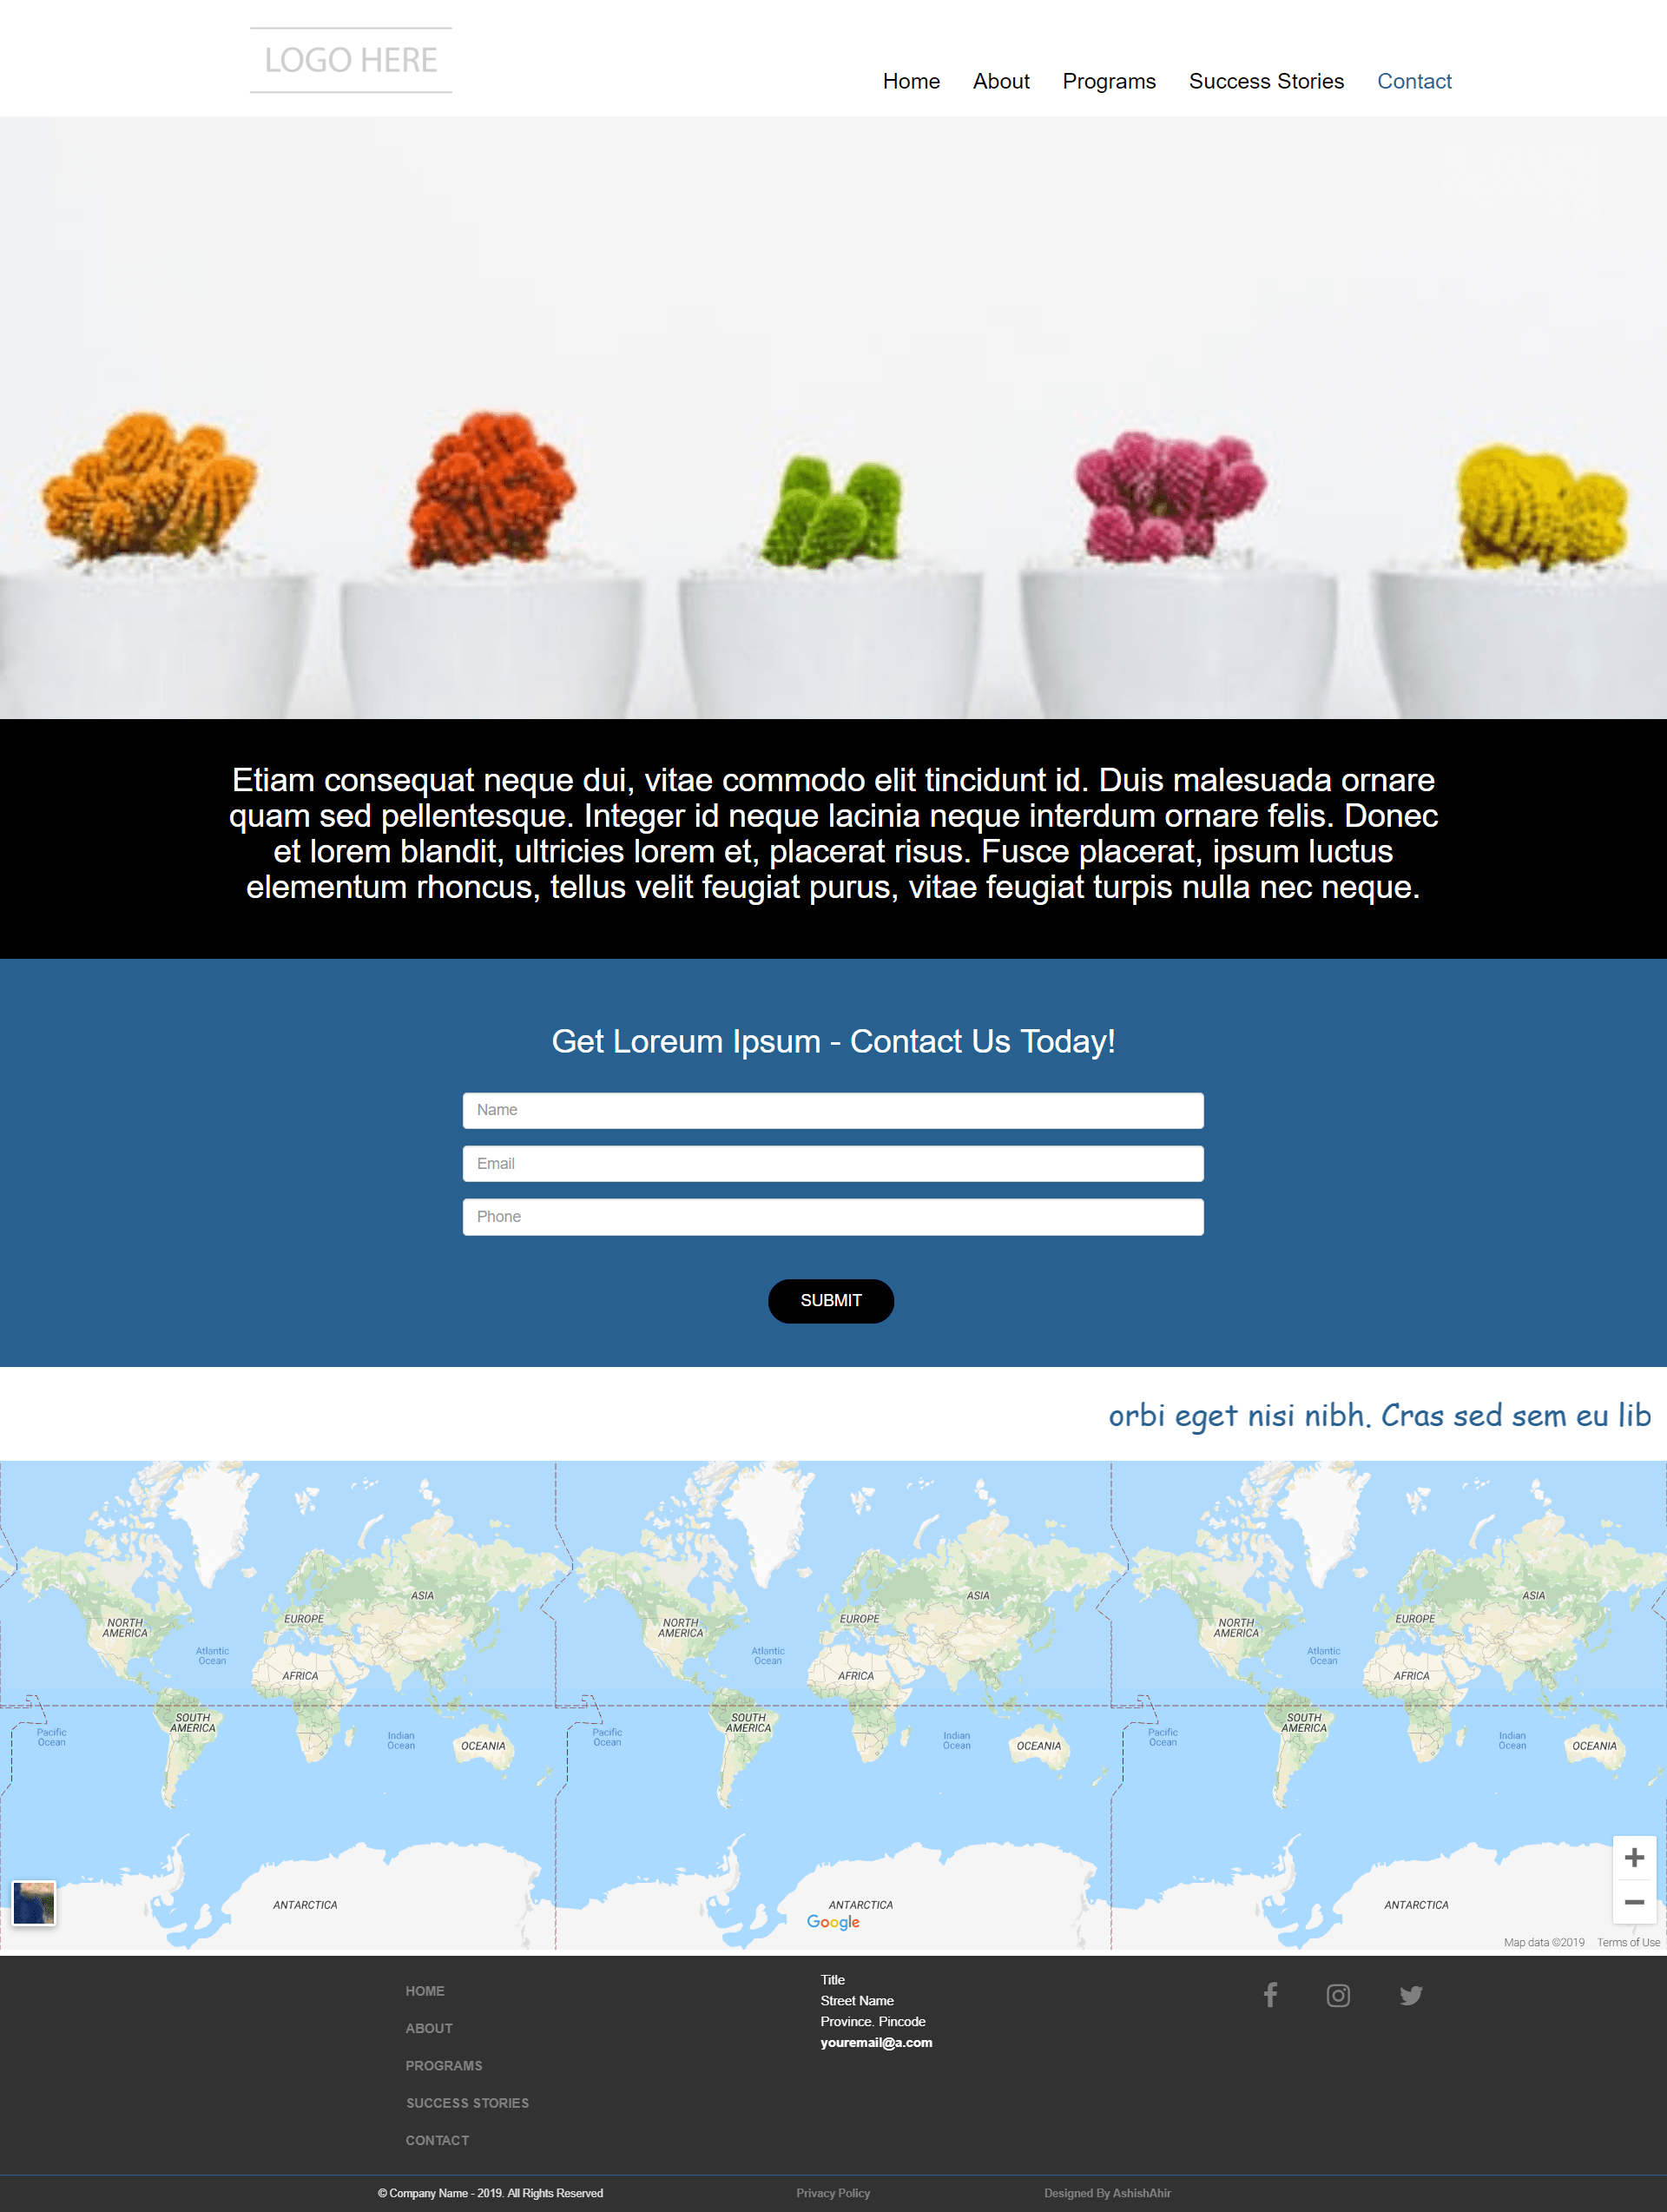 LOGO HERE
Home About Programs Success Stories Contact
Etiam consequat neque dui, vitae commodo elit tincidunt id. Duis malesuada ornare
quam sed pellentesque. Integer id neque lacinia neque interdum ornare felis. Donec
et lorem blandit, ultricies lorem et, placerat risus. Fusce placerat, ipsum luctus
elementum rhoncus, tellus velit feugiat purus, vitae feugiat turpis nulla nec neque.
Get Loreum Ipsum - Contact Us Today!
Name
Email
Phone
SUBMIT
orbi eget nisi nibh. Cras sed sem eu lib
ASIA
ASIA
ASIA
NORTH
AMERICA
EUROPE
NORTH
AMERICA
EUROPE
NORTH
AMERICA
EUROPE
Atlantic
Ocean
Atlantic
Ocean
Atlantic
Ocean
AFRICA
AFRICA
AFRICA
SOUTH
AMERICA
SOUTH
AMERICA
SOUTH
AMERICA
Pacific
Ocean
Indian
Ocean
OCEANIA
Pacific
Ocean
Indian
Ocean
OCEANIA
Pacific
Ocean
Indian
Ocean
OCEANIA
ANTARCTICA
ANTARCTICA
ANTARCTICA
Google
Map data ©2019 Terms of Use
HOME
ABOUT
PROGRAMS
SUCCESS STORIES
CONTACT
Title
Street Name
Province. Pincode
youremail@a.com
© Company Name - 2019. All Rights Reserved
Privacy Policy
Designed By AshishAhir